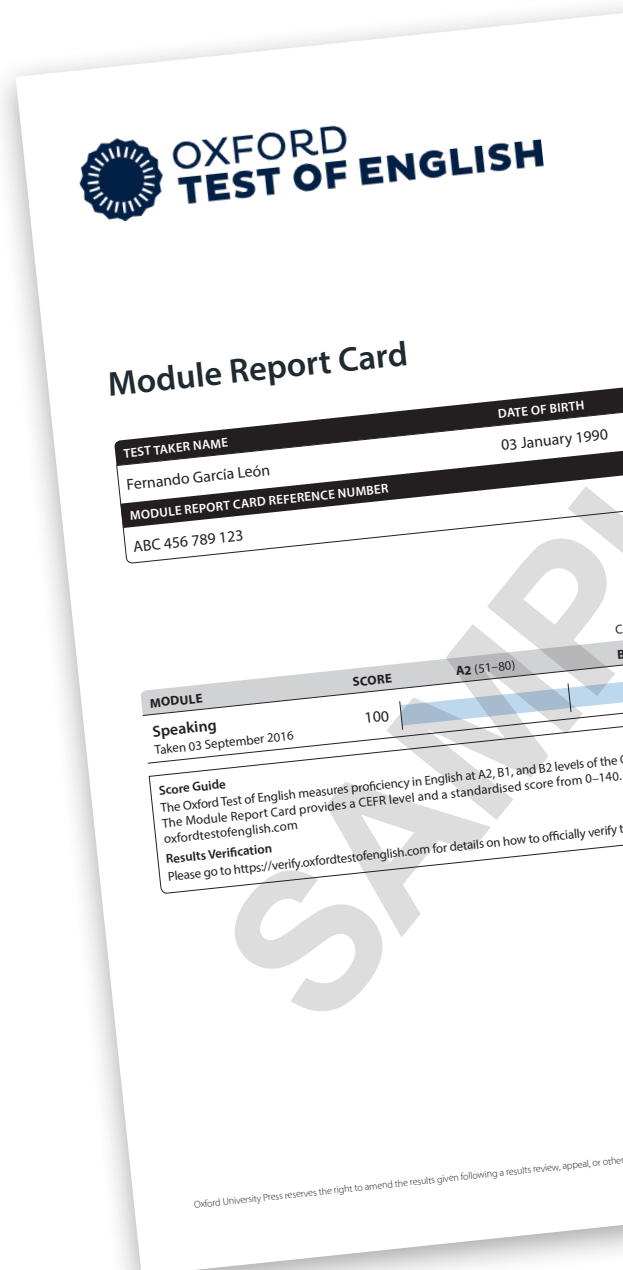 OXFORD
TEST OF ENGLISH
Module Report Card
TEST TAKER NAME DATE OF BIRTH
Fernando García León 03 January 1990
MODULE REPORT CARD REFERENCE NUMBER
ABC 456 789 123
MODULE SCORE A2 (51–80)
Speaking 100
Taken 03 September 2016
Score Guide
The Oxford Test of English measures proficiency in English at A2, B1, and B2 levels of the
The Module Report Card provides a CEFR level and a standardised score from 0–140.
oxfordtestofenglish.com
Results Verification
Please go to https://verify.oxfordtestofenglish.com for details on how to officially verify
Oxford University Press reserves the right to amend the results given following a results review, appeal, or other